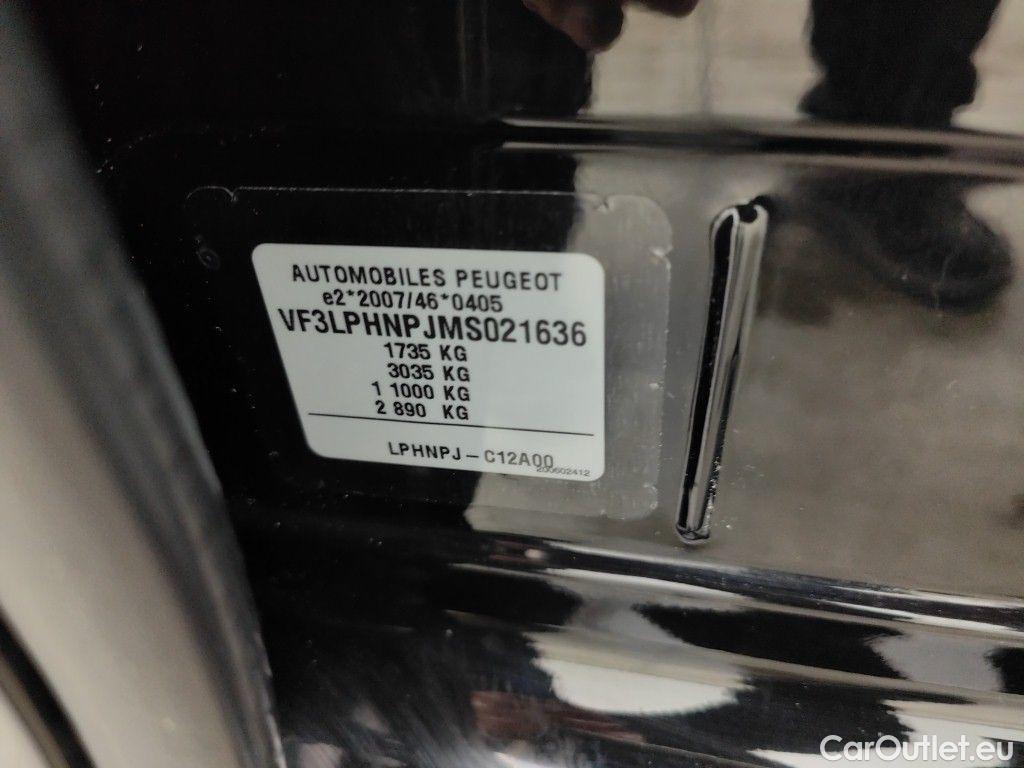 AUTOMOBILES PEUGEOT
e2*2007/46*0405
VF3LPHNPJMS021636
1735 KG
3035 KG
1 1000 KG
2 890 KG
LPHNPJ-C12A00
200602412
CarOutlet.eu